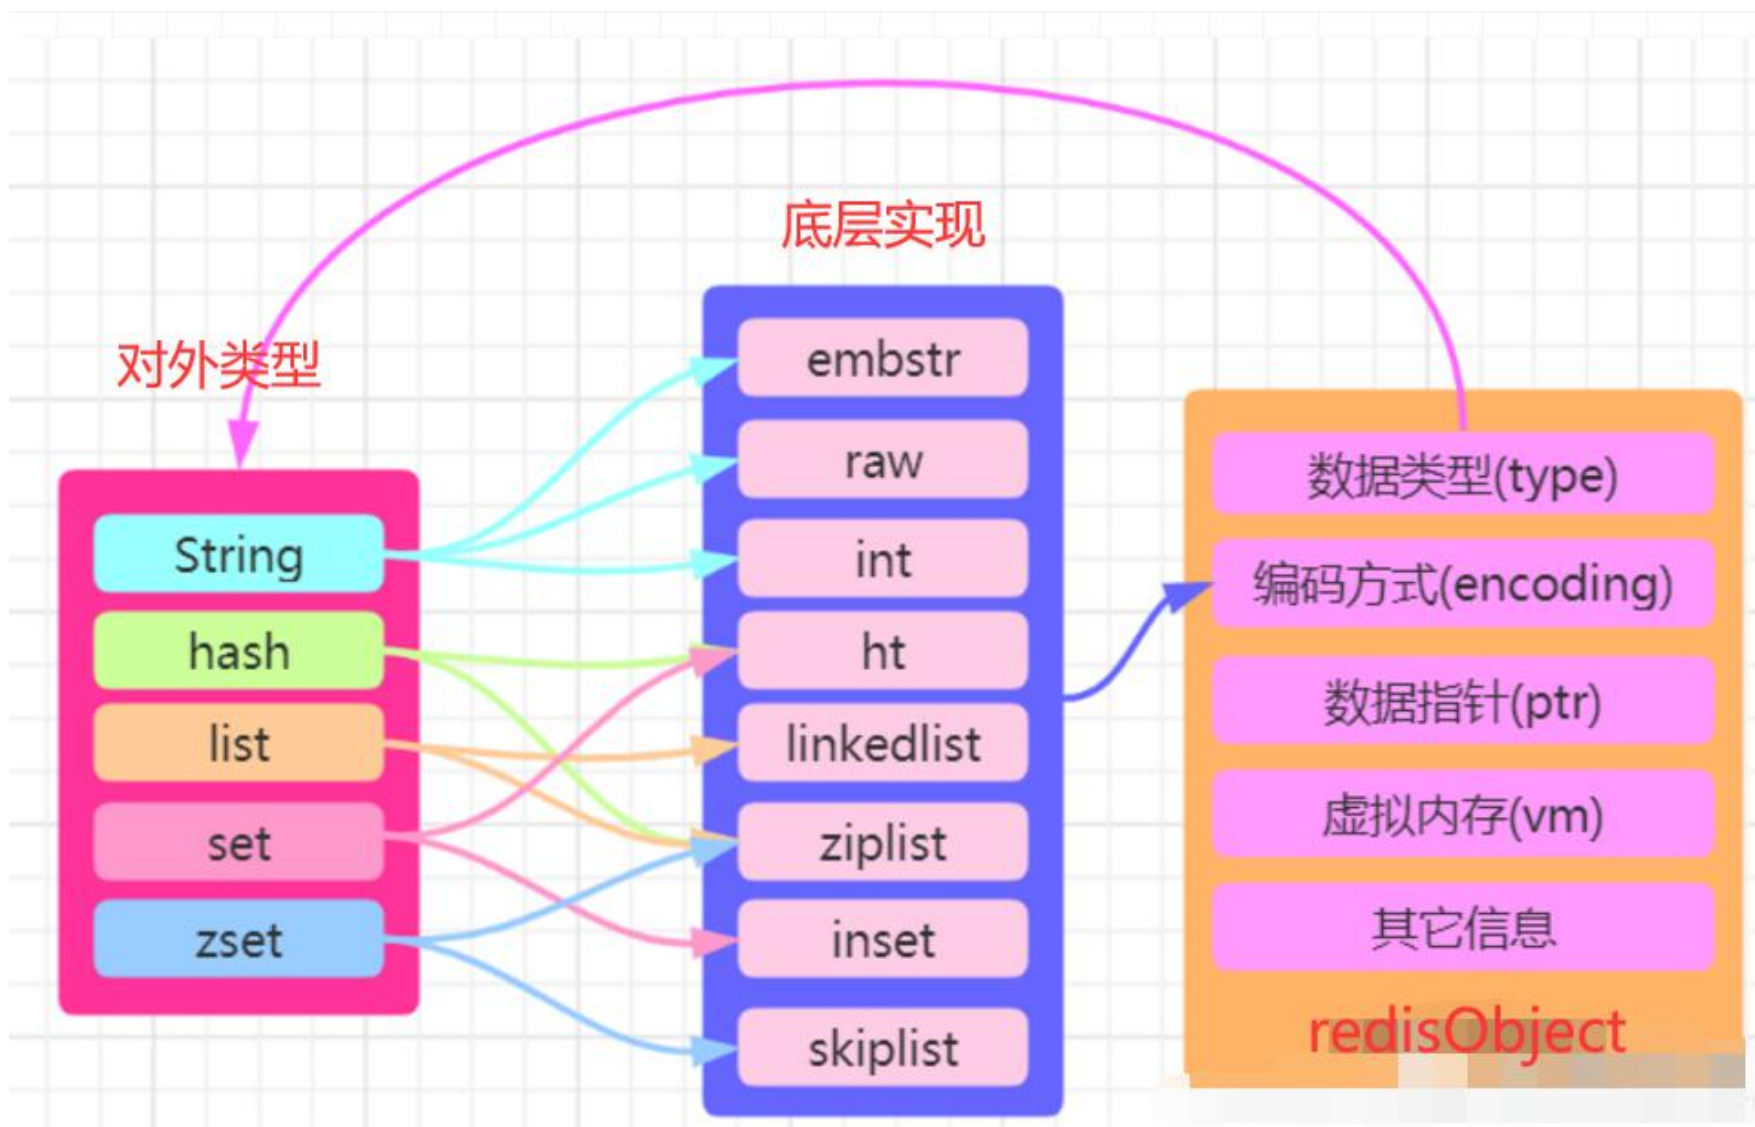 底层实现
对外类型
String
hash
list
set
zset
embstr
raw
int
ht
linkedlist
ziplist
inset
skiplist
数据类型(type)
编码方式(encoding)
数据指针(ptr)
虚拟内存(vm)
其它信息
redisObject